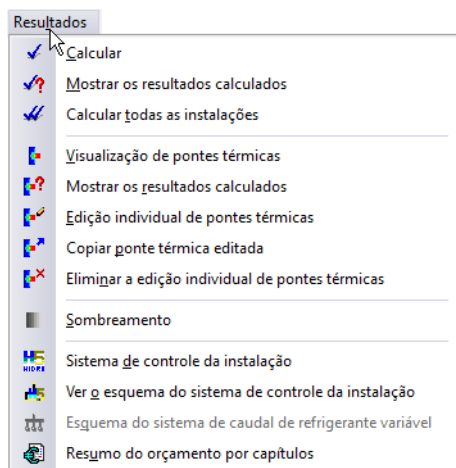 Resultados
Calcular
Mostrar os resultados calculados
Calcular todas as instalações
Visualização de pontes térmicas
Mostrar os resultados calculados
Edição individual de pontes térmicas
Copiar ponte térmica editada
Eliminar a edição individual de pontes térmicas
Sombreamento
H5
HIDRI
Sistema de controle da instalação
Ver o esquema do sistema de controle da instalação
Esquema do sistema de caudal de refrigerante variável
Resumo do orçamento por capítulos